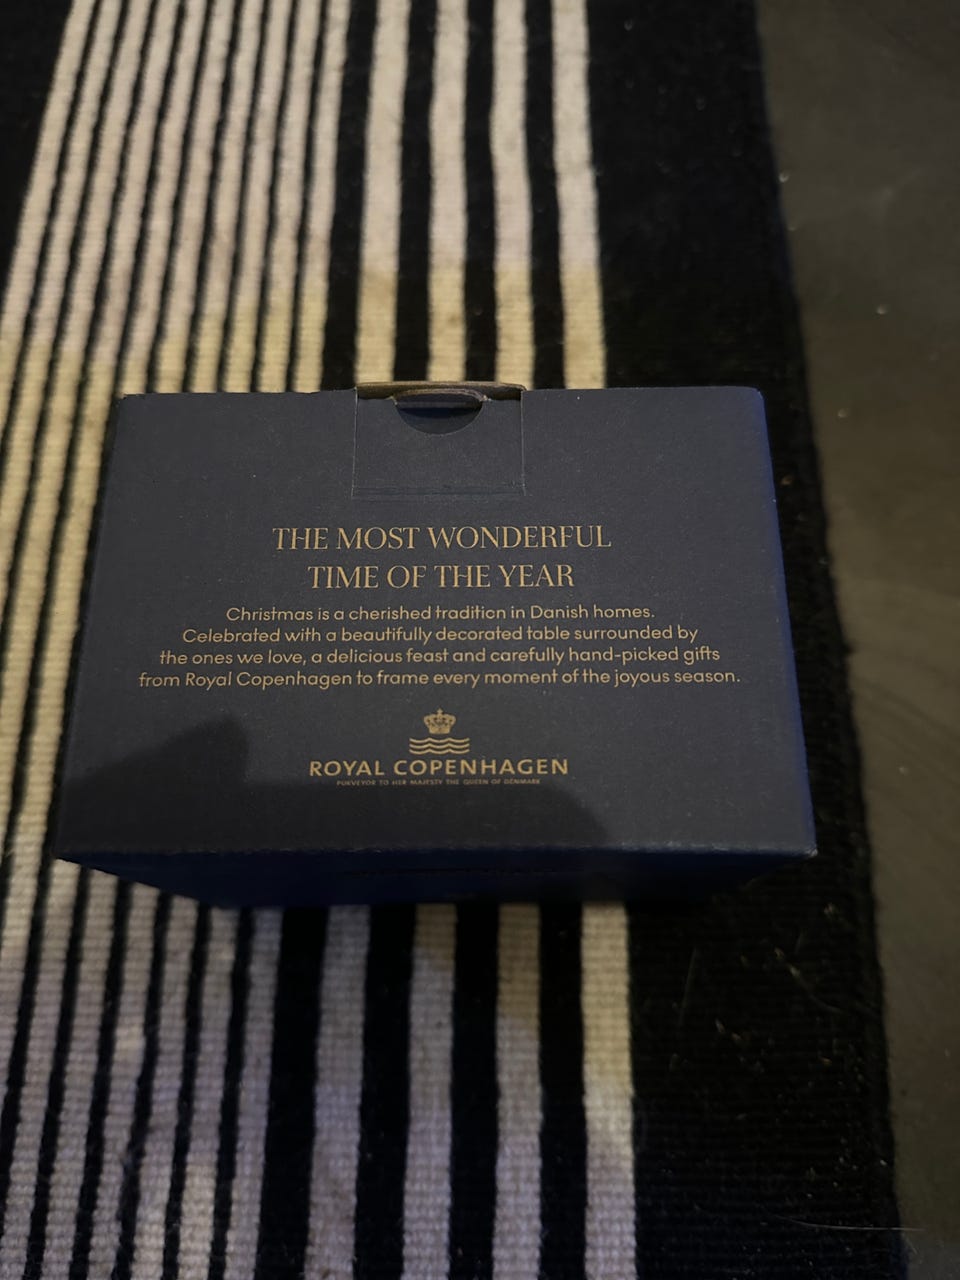 THE MOST WONDERFUL
TIME OF THE YEAR
Christmas is a cherished tradition in Danish homes.
Celebrated with a beautifully decorated table surrounded by
the ones we love, a delicious feast and carefully hand-picked gifts
from Royal Copenhagen to frame every moment of the joyous season.
ROYAL COPENHAGEN
PURVEYOR TO HER MAJESTY THE QUEEN OF DENMARK